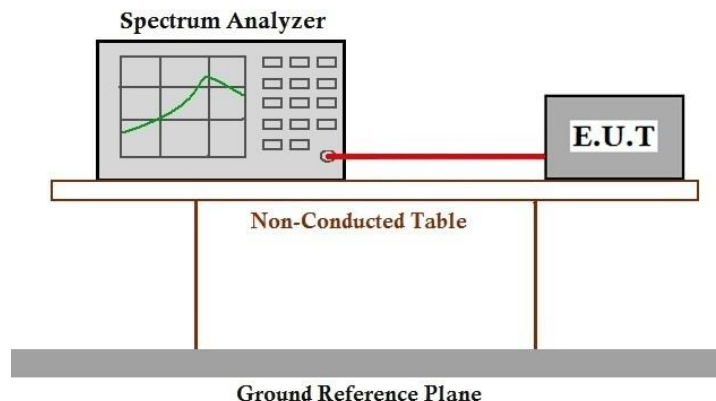 Spectrum Analyzer
E.U.T
Non-Conducted Table
Ground Reference Plane